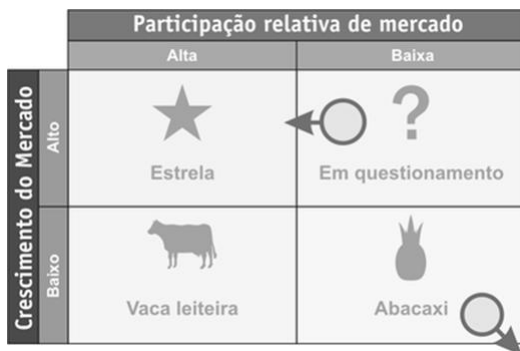 Participação relativa de mercado
Alta
Baixa
Crescimento do Mercado
Alto
Estrela
?
Em questionamento
Baixo
Vaca leiteira
Abacaxi